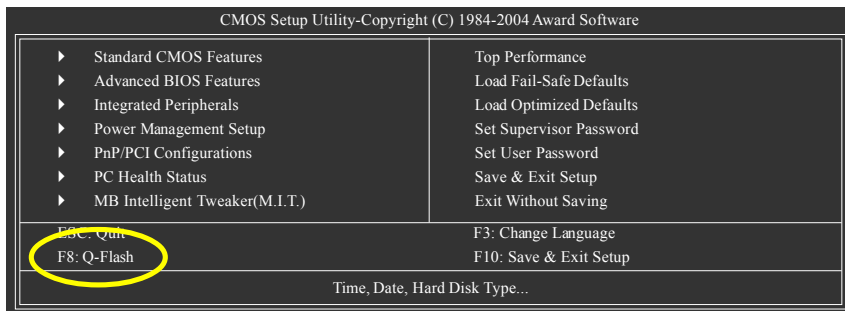 CMOS Setup Utility-Copyright (C) 1984-2004 Award Software
Standard CMOS Features
Advanced BIOS Features
Integrated Peripherals
Power Management Setup
PnP/PCI Configurations
PC Health Status
MB Intelligent Tweaker(M.I.T.)
Top Performance
Load Fail-Safe Defaults
Load Optimized Defaults
Set Supervisor Password
Set User Password
Save & Exit Setup
Exit Without Saving
ESC: Quit
F8: Q-Flash
F3: Change Language
F10: Save & Exit Setup
Time, Date, Hard Disk Type...